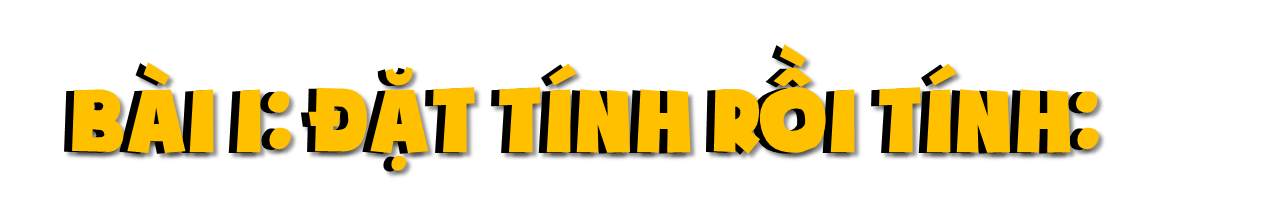 BÀI 1: ĐẶT TÍNH RỒI TÍNH: